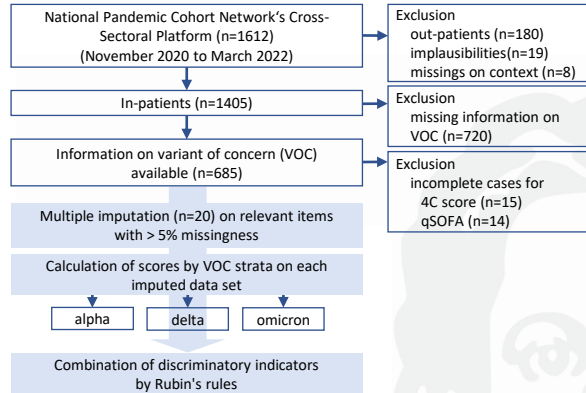 National Pandemic Cohort Network's Cross-
Sectoral Platform (n=1612)
(November 2020 to March 2022)
Exclusion
out-patients (n=180)
implausibilities(n=19)
missings on context (n=8)
In-patients (n=1405)
Exclusion
missing information on
VOC (n=720)
Information on variant of concern (VOC)
available (n=685)
Exclusion
incomplete cases for
4C score (n=15)
qSOFA (n=14)
Multiple imputation (n=20) on relevant items
with > 5% missingness
Calculation of scores by VOC strata on each
imputed data set
alpha
delta
omicron
Combination of discriminatory indicators
by Rubin's rules